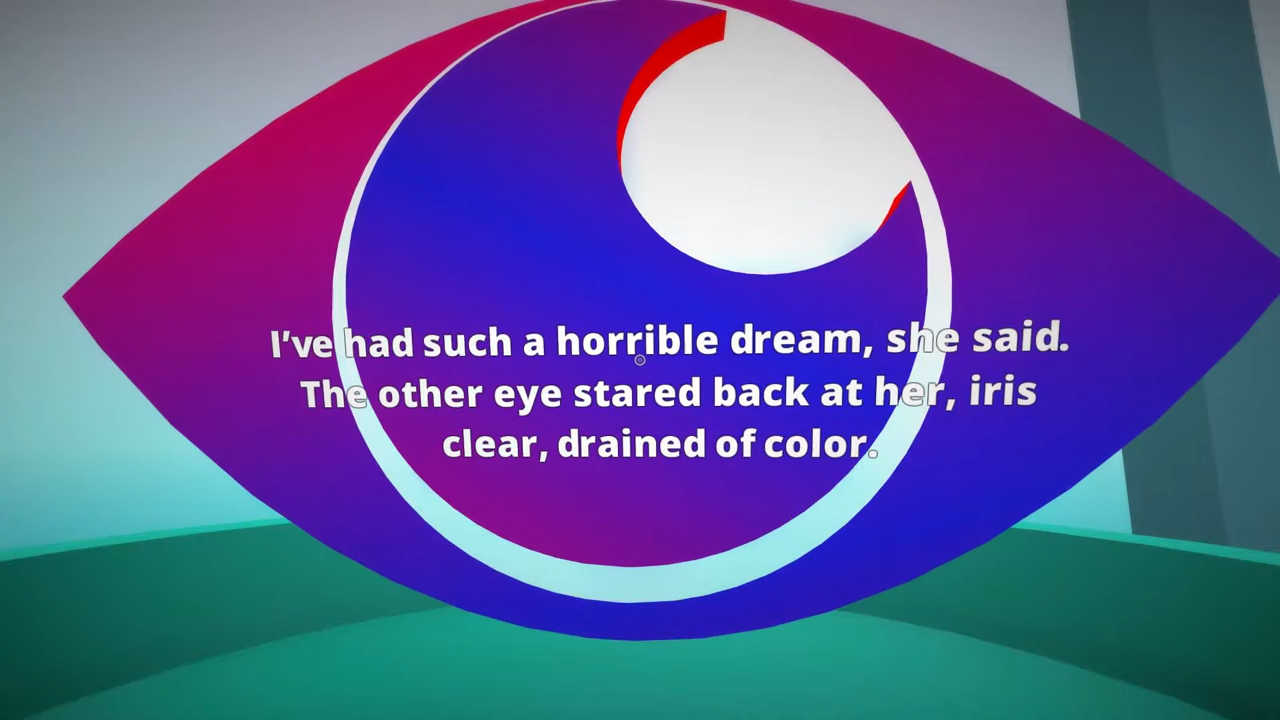 I’ve had such a horrible dream, she said.
The other eye stared back at her, iris
clear, drained of color.